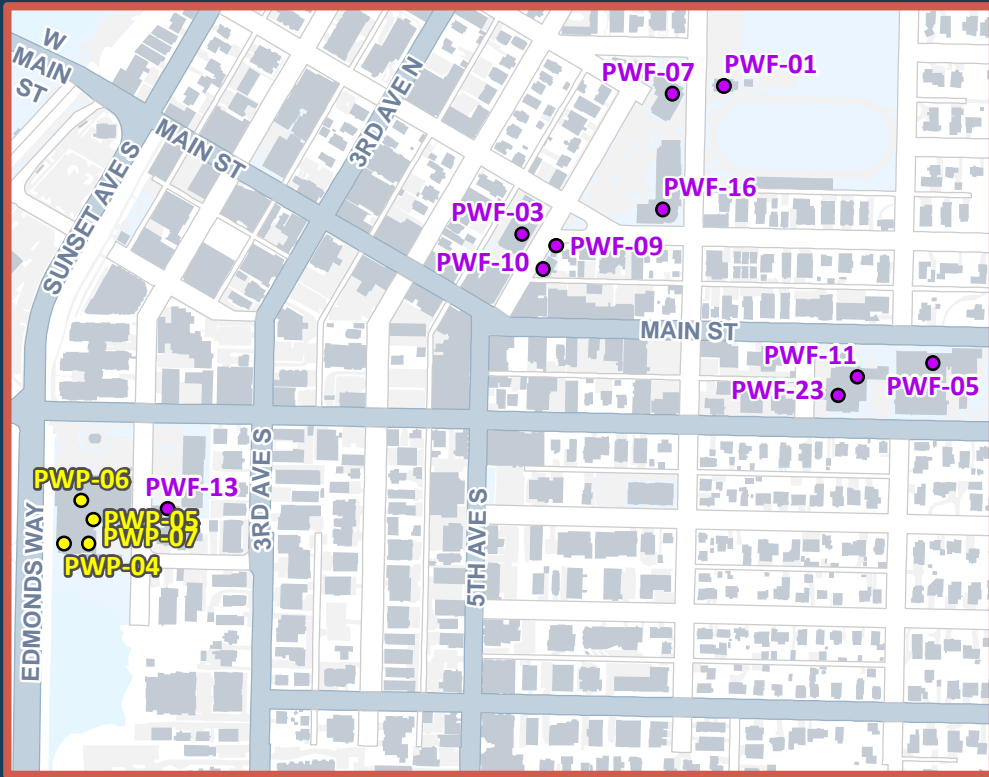 W
MAIN
ST
MAIN ST
3RD AVE N
SUNSET AVE S
PWF-07
PWF-01
PWF-16
PWF-03
PWF-09
PWF-10
MAIN ST
PWF-11
PWF-23
PWF-05
PWP-06
PWF-13
PWP-05
PWP-07
PWP-04
EDMONDS WAY
3RD AVE S
5TH AVE S